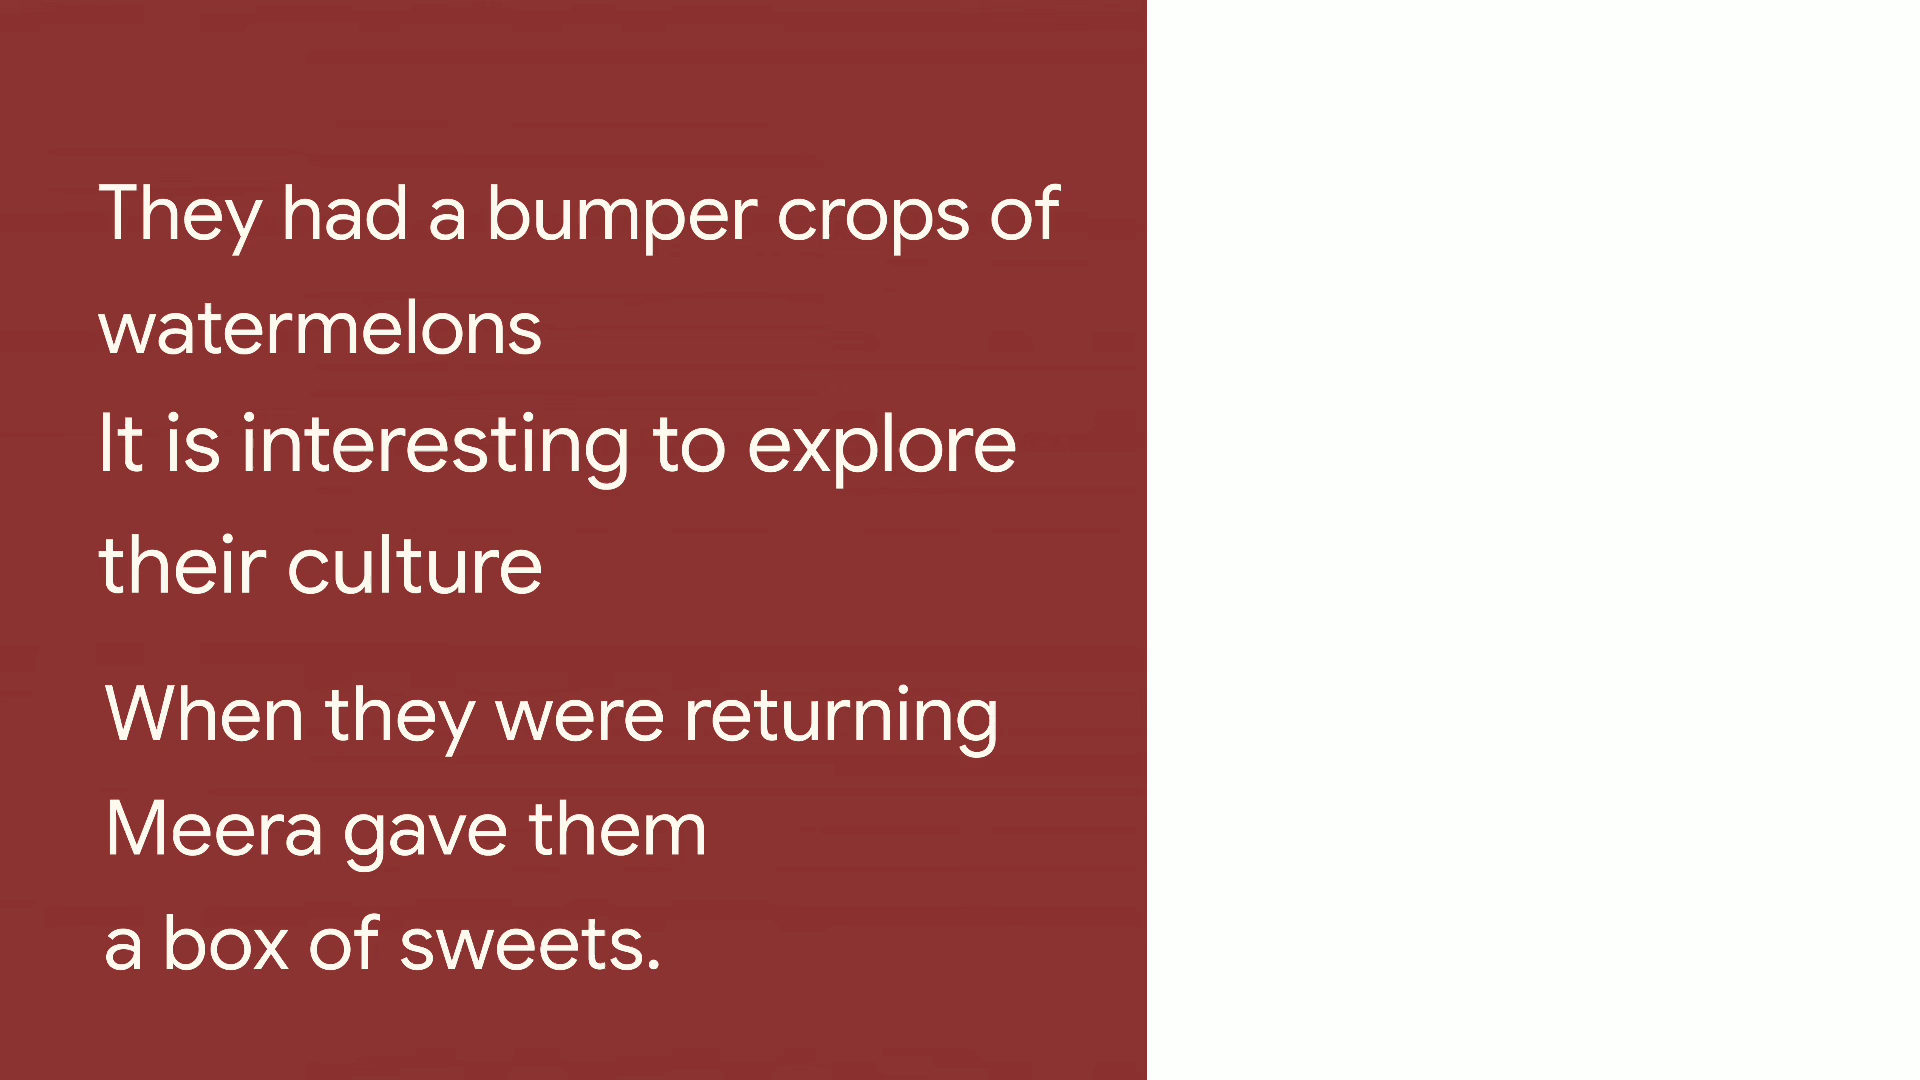 They had a bumper crops of
watermelons
It is interesting to explore
their culture
When they were returning
Meera gave them
a box of sweets.